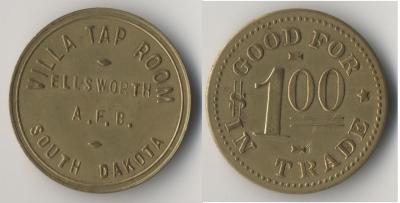 VILLA TAP ROOM
ELLSWORTH
A.F.B.
SOUTH DAKOTA
GOOD FOR
$1.00
IN TRADE